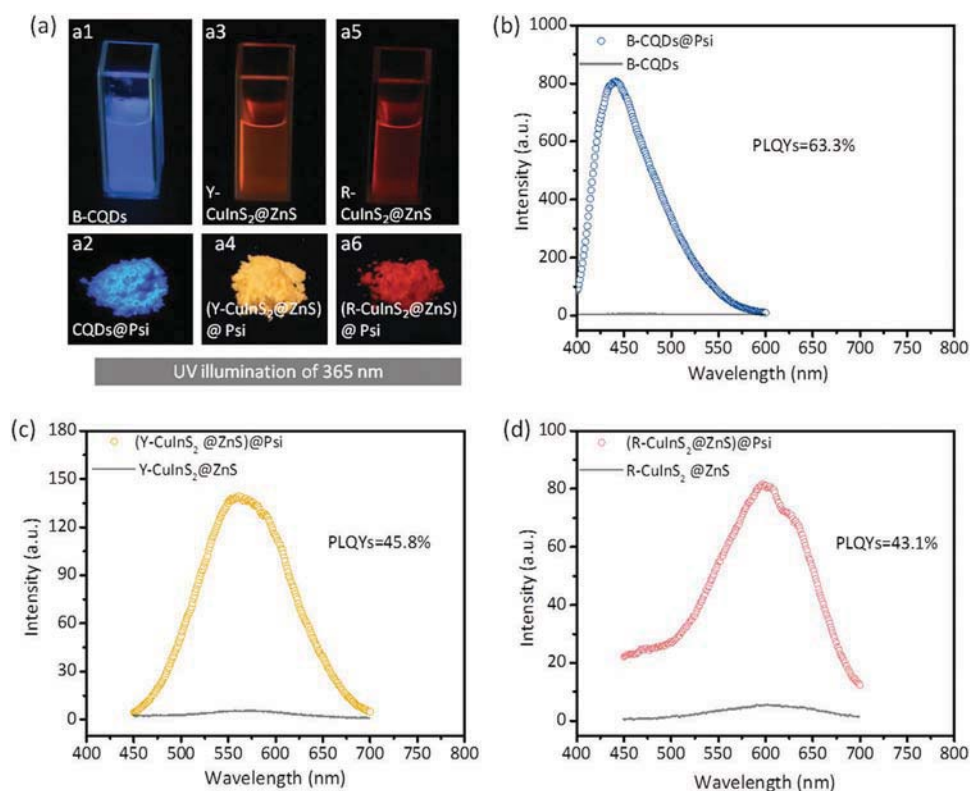 (a)
a1
a3
a5
B-CQDs
Y-
CuInS₂@ZnS
R-
CuInS₂@ZnS
a2
a4
a6
CQDs@Psi
(Y-CuInS₂@ZnS)
@ Psi
(R-CuInS₂@ZnS)
@ Psi
UV illumination of 365 nm
(b)
B-CQDs@Psi
B-CQDs
PLQYs=63.3%
Intensity (a.u.)
1000
800
600
400
200
0
400 450 500 550 600 650 700 750 800
Wavelength (nm)
(c)
(Y-CuInS₂ @ZnS)@Psi
Y-CuInS₂@ZnS
PLQYs=45.8%
Intensity (a.u.)
180
150
120
90
60
30
0
400 450 500 550 600 650 700 750 800
Wavelength (nm)
(d)
(R-CuInS₂@ZnS)@Psi
R-CuInS₂ @ZnS
PLQYs=43.1%
Intensity (a.u.)
100
80
60
40
20
0
400 450 500 550 600 650 700 750 800
Wavelength (nm)